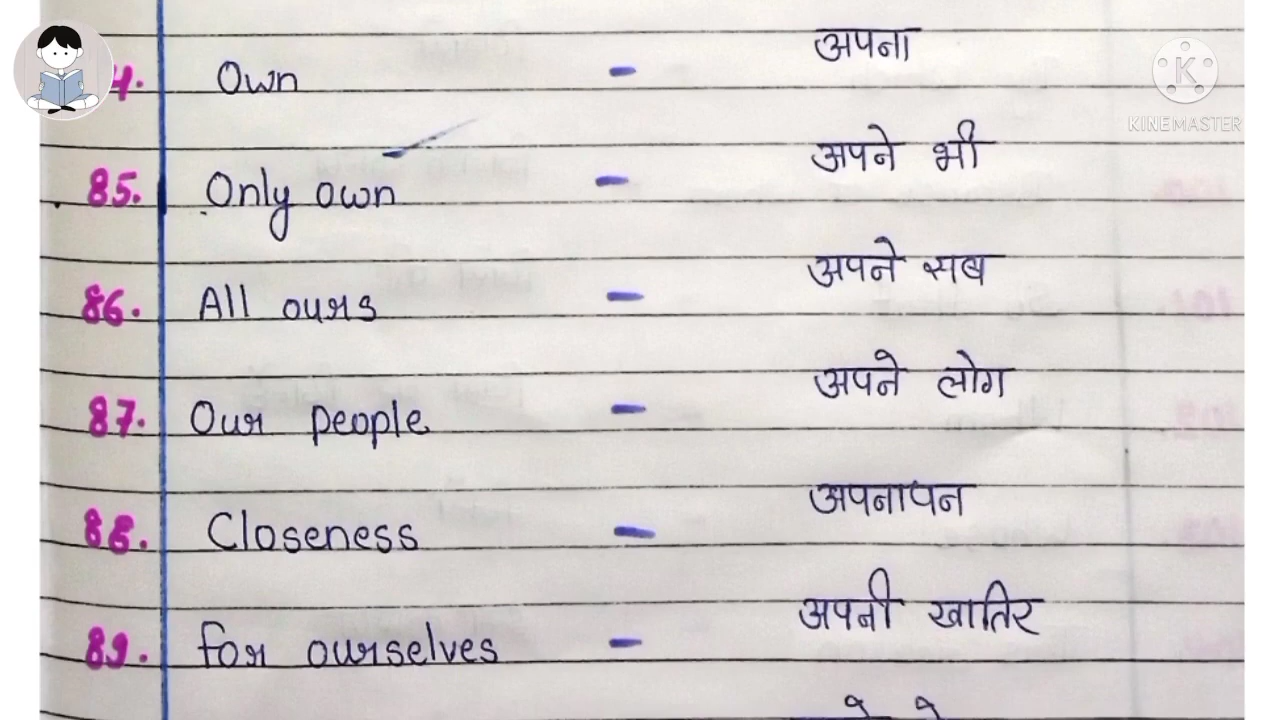 4. Own - अपना
KINEMASTER
85. Only own - अपने भी
86. All ours - अपने सब
87. Our people - अपने लोग
88. Closeness - अपनापन
89. for ourselves - अपनी खातिर